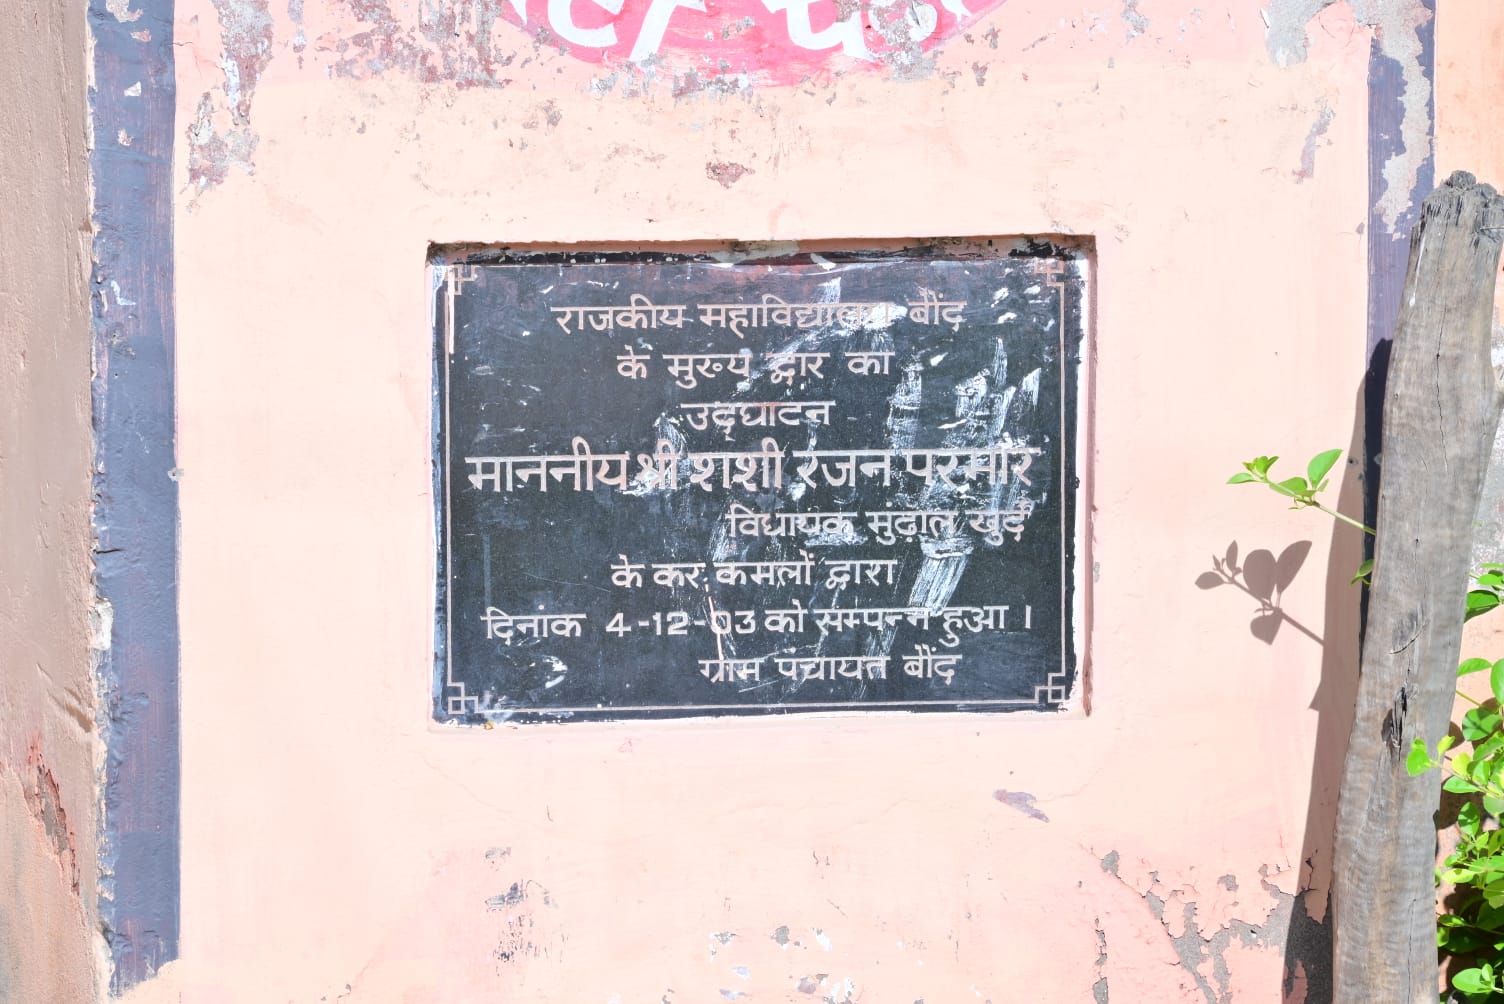 राजकीय महाविद्यालय बौंद
के मुख्य द्वार का
उद्घाटन
माननीय श्री शशी रंजन परमार
विधायक मुंढ़ाल खुर्द
के कर कमलों द्वारा
दिनांक 4-12-03 को सम्पन्न हुआ ।
ग्राम पंचायत बौंद